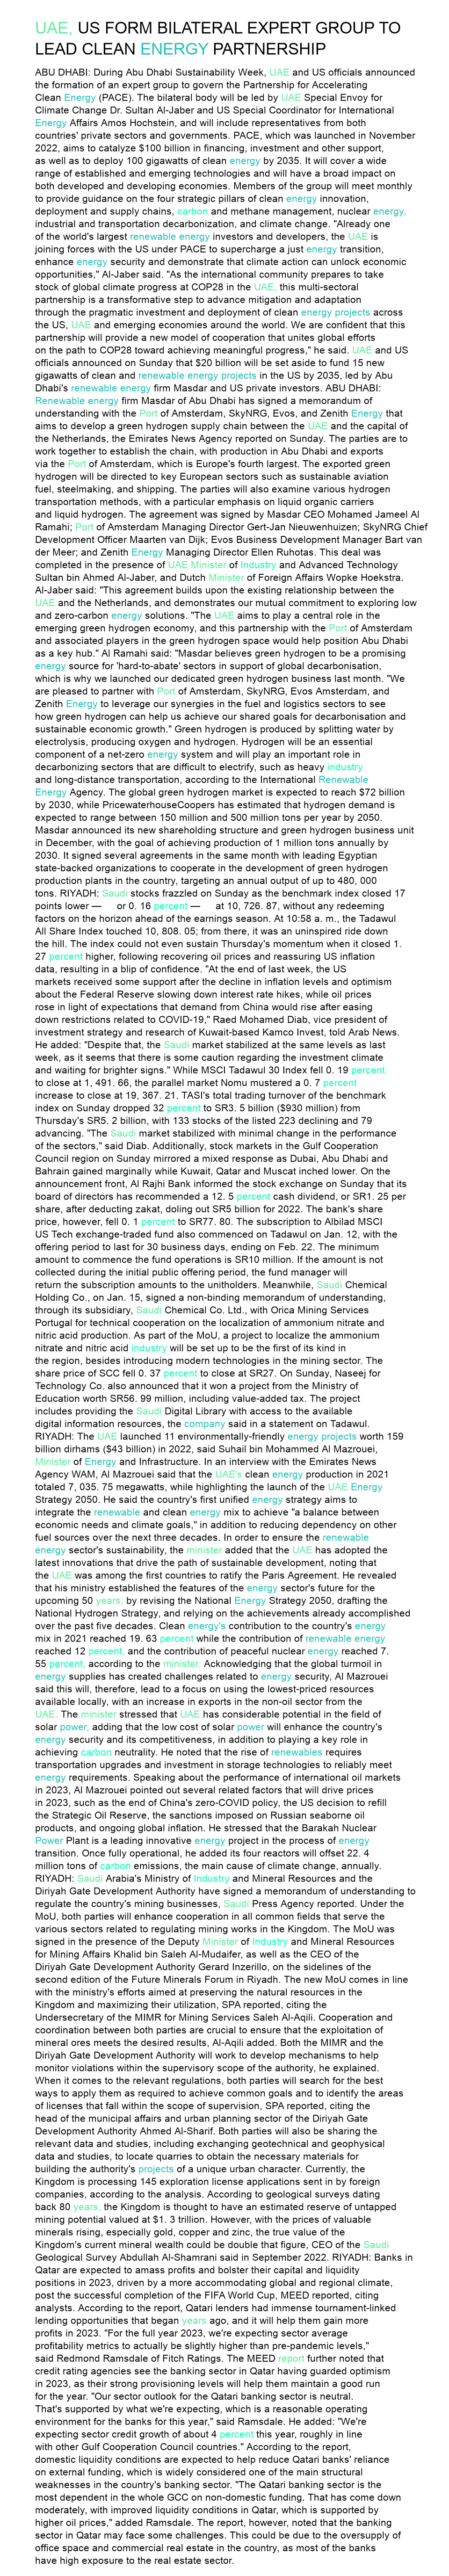 UAE, US FORM BILATERAL EXPERT GROUP TO
LEAD CLEAN ENERGY PARTNERSHIP
ABU DHABI: During Abu Dhabi Sustainability Week, UAE and US officials announced
the formation of an expert group to govern the Partnership for Accelerating
Clean Energy (PACE). The bilateral body will be led by UAE Special Envoy for
Climate Change Dr. Sultan Al-Jaber and US Special Coordinator for International
Energy Affairs Amos Hochstein, and will include representatives from both
countries' private sectors and governments. PACE, which was launched in November
2022, aims to catalyze $100 billion in financing, investment and other support,
as well as to deploy 100 gigawatts of clean energy by 2035. It will cover a wide
range of established and emerging technologies and will have a broad impact on
both developed and developing economies. Members of the group will meet monthly
to provide guidance on the four strategic pillars of clean energy innovation,
deployment and supply chains, carbon and methane management, nuclear energy,
industrial and transportation decarbonization, and climate action. "Already one
of the world's largest renewable energy investors and developers, the UAE is
joining forces with the US under PACE to supercharge a just energy transition,
enhance energy security and demonstrate that climate action can unlock economic
opportunities," Al-Jaber said. "As the international community prepares to take
stock of global climate progress at COP28 in the UAE, this multi-sectoral
partnership is a transformative step to advance mitigation and adaptation
through the pragmatic investment and deployment of clean energy projects across
the US, UAE and emerging economies around the world. We are confident that this
partnership will provide a new model of cooperation that unites global efforts
on the path to COP28 toward achieving meaningful progress," he said. UAE and US
officials announced on Sunday that $20 billion will be set aside to fund 15 new
gigawatts of clean and renewable energy projects in the US by 2035, led by Abu
Dhabi's renewable energy firm Masdar and US private investors. ABU DHABI:
Renewable energy firm Masdar of Abu Dhabi has signed a memorandum of
understanding with the Port of Amsterdam, SkyNRG, Evos, and Zenith Energy that
aims to develop a green hydrogen supply chain between the UAE and the capital of
the Netherlands, the Emirates News Agency reported on Sunday. The parties are to
work together to establish the chain, with production in Abu Dhabi and exports
via the Port of Amsterdam, which is Europe's fourth largest. The exported green
hydrogen will be directed to key European sectors such as sustainable aviation
fuel, steelmaking, and shipping. The parties will also examine various hydrogen
transportation methods, with a particular emphasis on liquid organic carriers
and liquid hydrogen. The agreement was signed by Masdar CEO Mohamed Jameel Al
Ramahi; Port of Amsterdam Managing Director Gert-Jan Nieuwenhuizen; SkyNRG Chief
Development Officer Maarten van Dijk; Evos Business Development Manager Bart van
der Meer; and Zenith Energy Managing Director Ellen Ruhotas. This deal was
completed in the presence of UAE Minister of Industry and Advanced Technology
Sultan bin Ahmed Al-Jaber, and Dutch Minister of Foreign Affairs Wopke Hoekstra.
Al-Jaber said: "This agreement builds upon the existing relationship between the
UAE and the Netherlands, and demonstrates our mutual commitment to exploring low
and zero-carbon energy solutions. "The UAE aims to play a central role in the
emerging green hydrogen economy, and this partnership with the Port of Amsterdam
and associated players in the green hydrogen space would help position Abu Dhabi
as a key hub." Al Ramahi said: "Masdar believes green hydrogen to be a promising
energy source for 'hard-to-abate' sectors in support of global decarbonisation,
which is why we launched our dedicated green hydrogen business last month. "We
are pleased to partner with Port of Amsterdam, SkyNRG, Evos Amsterdam, and
Zenith Energy to leverage our synergies in the fuel and logistics sectors to see
how green hydrogen can help us achieve our shared goals for decarbonisation and
sustainable economic growth." Green hydrogen is produced by splitting water by
electrolysis, producing oxygen and hydrogen. Hydrogen will be an essential
component of a net-zero energy system and will play an important role in
decarbonizing sectors that are difficult to electrify, such as heavy industry
and long-distance transportation, according to the International Renewable
Energy Agency. The global green hydrogen market is expected to reach $72 billion
by 2030, while PricewaterhouseCoopers has estimated that hydrogen demand is
expected to range between 150 million and 500 million tons per year by 2050.
Masdar announced its new shareholding structure and green hydrogen business unit
in December, with the goal of achieving production of 1 million tons annually by
2030. It signed several agreements in the same month with leading Egyptian
state-backed organizations to cooperate in the development of green hydrogen
production plants in the country, targeting an annual output of up to 480, 000
tons. RIYADH: Saudi stocks frazzled on Sunday as the benchmark index closed 17
points lower — or 0. 16 percent — at 10, 726. 87, without any redeeming
factors on the horizon ahead of the earnings season. At 10:58 a. m., the Tadawul
All Share Index touched 10, 808. 05; from there, it was an uninspired ride down
the hill. The index could not even sustain Thursday's momentum when it closed 1.
27 percent higher, following recovering oil prices and reassuring US inflation
data, resulting in a blip of confidence. "At the end of last week, the US
markets received some support after the decline in inflation levels and optimism
about the Federal Reserve slowing down interest rate hikes, while oil prices
rose in light of expectations that demand from China would rise after easing
down restrictions related to COVID-19," Raed Mohamed Diab, vice president of
investment strategy and research of Kuwait-based Kamco Invest, told Arab News.
He added: "Despite that, the Saudi market stabilized at the same levels as last
week, as it seems that there is some caution regarding the investment climate
and waiting for brighter signs." While MSCI Tadawul 30 Index fell 0. 19 percent
to close at 1, 491. 66, the parallel market Nomu mustered a 0. 7 percent
increase to close at 19, 367. 21. TASI's total trading turnover of the benchmark
index on Sunday dropped 32 percent to SR3. 5 billion ($930 million) from
Thursday's SR5. 2 billion, with 133 stocks of the listed 223 declining and 79
advancing. "The Saudi market stabilized with minimal change in the performance
of the sectors," said Diab. Additionally, stock markets in the Gulf Cooperation
Council region on Sunday mirrored a mixed response as Dubai, Abu Dhabi and
Bahrain gained marginally while Kuwait, Qatar and Muscat inched lower. On the
announcement front, Al Rajhi Bank informed the stock exchange on Sunday that its
board of directors has recommended a 12. 5 percent cash dividend, or SR1. 25 per
share, after deducting zakat, doling out SR5 billion for 2022. The bank's share
price, however, fell 0. 1 percent to SR77. 80. The subscription to Albilad MSCI
US Tech exchange-traded fund also commenced on Tadawul on Jan. 12, with the
offering period to last for 30 business days, ending on Feb. 22. The minimum
amount to commence the fund operations is SR10 million. If the amount is not
collected during the initial public offering period, the fund manager will
return the subscription amounts to the unitholders. Meanwhile, Saudi Chemical
Holding Co., on Jan. 15, signed a non-binding memorandum of understanding,
through its subsidiary, Saudi Chemical Co. Ltd., with Orica Mining Services
Portugal for technical cooperation on the localization of ammonium nitrate and
nitric acid production. As part of the MoU, a project to localize the ammonium
nitrate and nitric acid industry will be set up to be the first of its kind in
the region, besides introducing modern technologies in the mining sector. The
share price of SCC fell 0. 37 percent to close at SR27. On Sunday, Naseej for
Technology Co. also announced that it won a project from the Ministry of
Education worth SR56. 99 million, including value-added tax. The project
includes providing the Saudi Digital Library with access to the available
digital information resources, the company said in a statement on Tadawul.
RIYADH: The UAE launched 11 environmentally-friendly energy projects worth 159
billion dirhams ($43 billion) in 2022, said Suhail bin Mohammed Al Mazrouei,
Minister of Energy and Infrastructure. In an interview with the Emirates News
Agency WAM, Al Mazrouei said that the UAE's clean energy production in 2021
totaled 7, 035. 75 megawatts, while highlighting the launch of the UAE Energy
Strategy 2050. He said the country's first unified energy strategy aims to
integrate the renewable and clean energy mix to achieve "a balance between
economic needs and climate goals," in addition to reducing dependency on other
fuel sources over the next three decades. In order to ensure the renewable
energy sector's sustainability, the minister added that the UAE has adopted the
latest innovations that drive the path to sustainable development, noting that
the UAE was among the first countries to ratify the Paris Agreement. He revealed
that his ministry established the features of the energy sector's future for the
upcoming 50 years, by revising the National Energy Strategy 2050, drafting the
National Hydrogen Strategy, and relying on the achievements already accomplished
over the past five decades. Clean energy's contribution to the country's energy
mix in 2021 reached 19. 63 percent while the contribution of renewable energy
reached 12 percent, and the contribution of peaceful nuclear energy reached 7.
55 percent, according to the minister. Acknowledging that the global turmoil in
energy supplies has created challenges related to energy security, Al Mazrouei
said this will, therefore, lead to a focus on using the lowest-priced resources
available locally, with an increase in exports in the non-oil sector from the
UAE. The minister stressed that UAE has considerable potential in the field of
solar power, adding that the low cost of solar power will enhance the country's
energy security and its competitiveness, in addition to playing a key role in
achieving carbon neutrality. He noted that the rise of renewables requires
transportation upgrades and investment in storage technologies to reliably meet
energy requirements. Speaking about the performance of international oil markets
in 2023, Al Mazrouei pointed out several related factors that will drive prices
in 2023, such as the end of China's zero-COVID policy, the US decision to refill
the Strategic Oil Reserve, the sanctions imposed on Russian seaborne oil
products, and ongoing global inflation. He stressed that the Barakah Nuclear
Power Plant is a leading innovative energy project in the process of energy
transition. Once fully operational, he added its four reactors will offset 22. 4
million tons of carbon emissions, the main cause of climate change, annually.
RIYADH: Saudi Arabia's Ministry of Industry and Mineral Resources and the
Diriyah Gate Development Authority have signed a memorandum of understanding to
regulate the country's mining businesses, Saudi Press Agency reported. Under the
MoU, both parties will enhance cooperation in all common fields that serve the
various sectors related to regulating mining works in the Kingdom. The MoU was
signed in the presence of the Deputy Minister of Industry and Mineral Resources
for Mining Affairs Khalid bin Saleh Al-Mudaifer, as well as the CEO of the
Diriyah Gate Development Authority Gerard Inzerillo, on the sidelines of the
second edition of the Future Minerals Forum in Riyadh. The new MoU comes in line
with the ministry's efforts aimed at preserving the natural resources in the
Kingdom and maximizing their utilization, SPA reported, citing the
Undersecretary of the MIMR for Mining Services Saleh Al-Aqili. Cooperation and
coordination between both parties are crucial to ensure that the exploitation of
mineral ores meets the desired results, Al-Aqili added. Both the MIMR and the
Diriyah Gate Development Authority will work to develop mechanisms to help
monitor violations within the supervisory scope of the authority, he explained.
When it comes to the relevant regulations, both parties will search for the best
ways to apply them as required to achieve common goals and to identify the areas
of licenses that fall within the scope of supervision, SPA reported, citing the
head of the municipal affairs and urban planning sector of the Diriyah Gate
Development Authority Ahmed Al-Sharif. Both parties will also be sharing the
relevant data and studies, including exchanging geotechnical and geophysical
data and studies, to locate quarries to obtain the necessary materials for
building the authority's projects of a unique urban character. Currently, the
Kingdom is processing 145 exploration license applications sent in by foreign
companies, according to the analysis. According to geological surveys dating
back 80 years, the Kingdom is thought to have an estimated reserve of untapped
mining potential valued at $1. 3 trillion. However, with the prices of valuable
minerals rising, especially gold, copper and zinc, the true value of the
Kingdom's current mineral wealth could be double that figure, CEO of the Saudi
Geological Survey Abdullah Al-Shamrani said in September 2022. RIYADH: Banks in
Qatar are expected to amass profits and bolster their capital and liquidity
positions in 2023, driven by a more accommodating global and regional climate,
post the successful completion of the FIFA World Cup, MEED reported, citing
analysts. According to the report, Qatari lenders had immense tournament-linked
lending opportunities that began years ago, and it will help them gain more
profits in 2023. "For the full year 2023, we're expecting sector average
profitability metrics to actually be slightly higher than pre-pandemic levels,"
said Redmond Ramsdale of Fitch Ratings. The MEED report further noted that
credit rating agencies see the banking sector in Qatar having guarded optimism
in 2023, as their strong provisioning levels will help them maintain a good run
for the year. "Our sector outlook for the Qatari banking sector is neutral.
That's supported by what we're expecting, which is a reasonable operating
environment for the banks for this year," said Ramsdale. He added: "We're
expecting sector credit growth of about 4 percent this year, roughly in line
with other Gulf Cooperation Council countries." According to the report,
domestic liquidity conditions are expected to help reduce Qatari banks' reliance
on external funding, which is widely considered one of the main structural
weaknesses in the country's banking sector. "The Qatari banking sector is the
most dependent in the whole GCC on non-domestic funding. That has come down
moderately, with improved liquidity conditions in Qatar, which is supported by
higher oil prices," added Ramsdale. The report, however, noted that the banking
sector in Qatar may face some challenges. This could be due to the oversupply of
office space and commercial real estate in the country, as most of the banks
have high exposure to the real estate sector.